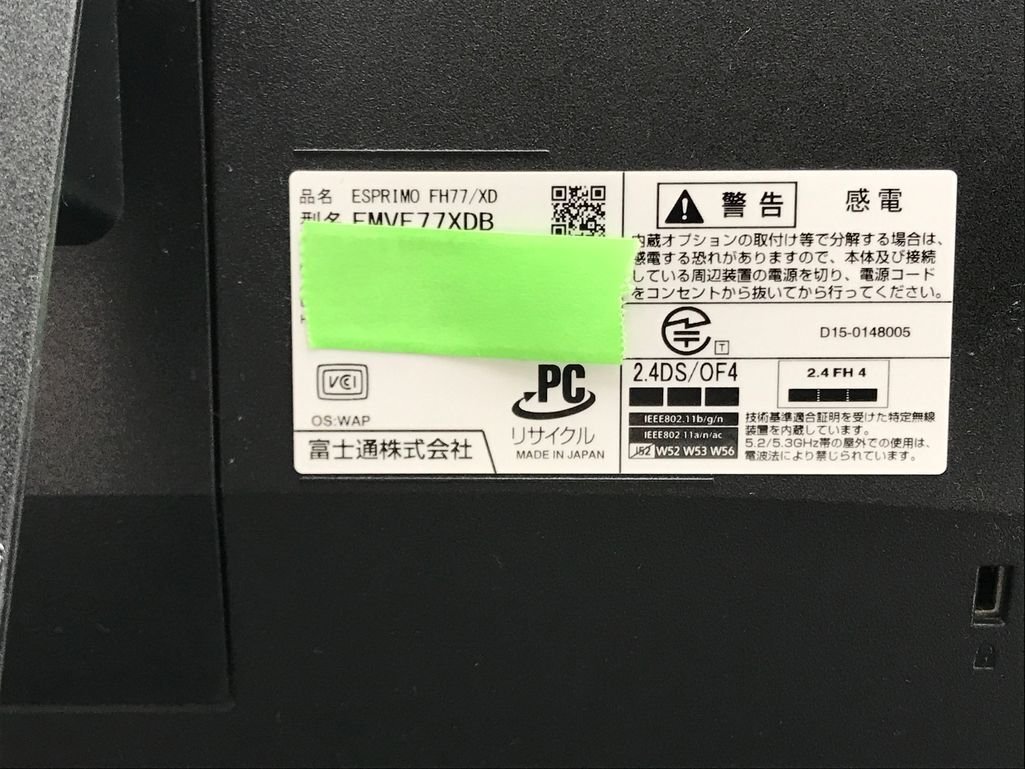 品名 ESPRIMO FH77/XD
型名 FMVF77XDB
VCCI
OS:WAP
富士通株式会社
PC
リサイクル
MADE IN JAPAN
警告 感電
内蔵オプションの取付け等で分解する場合は、
感電する恐れがありますので、本体及び接続
している周辺装置の電源を切り、電源コード
をコンセントから抜いてから行ってください。
T
D15-0148005
2.4DS/OF4
2.4 FH 4
IEEE802.11b/g/n
IEEE802.11a/n/ac
J52 W52 W53 W56
技術基準適合証明を受けた特定無線
装置を内蔵しています。
5.2/5.3GHz帯の屋外での使用は、
電波法により禁じられています。